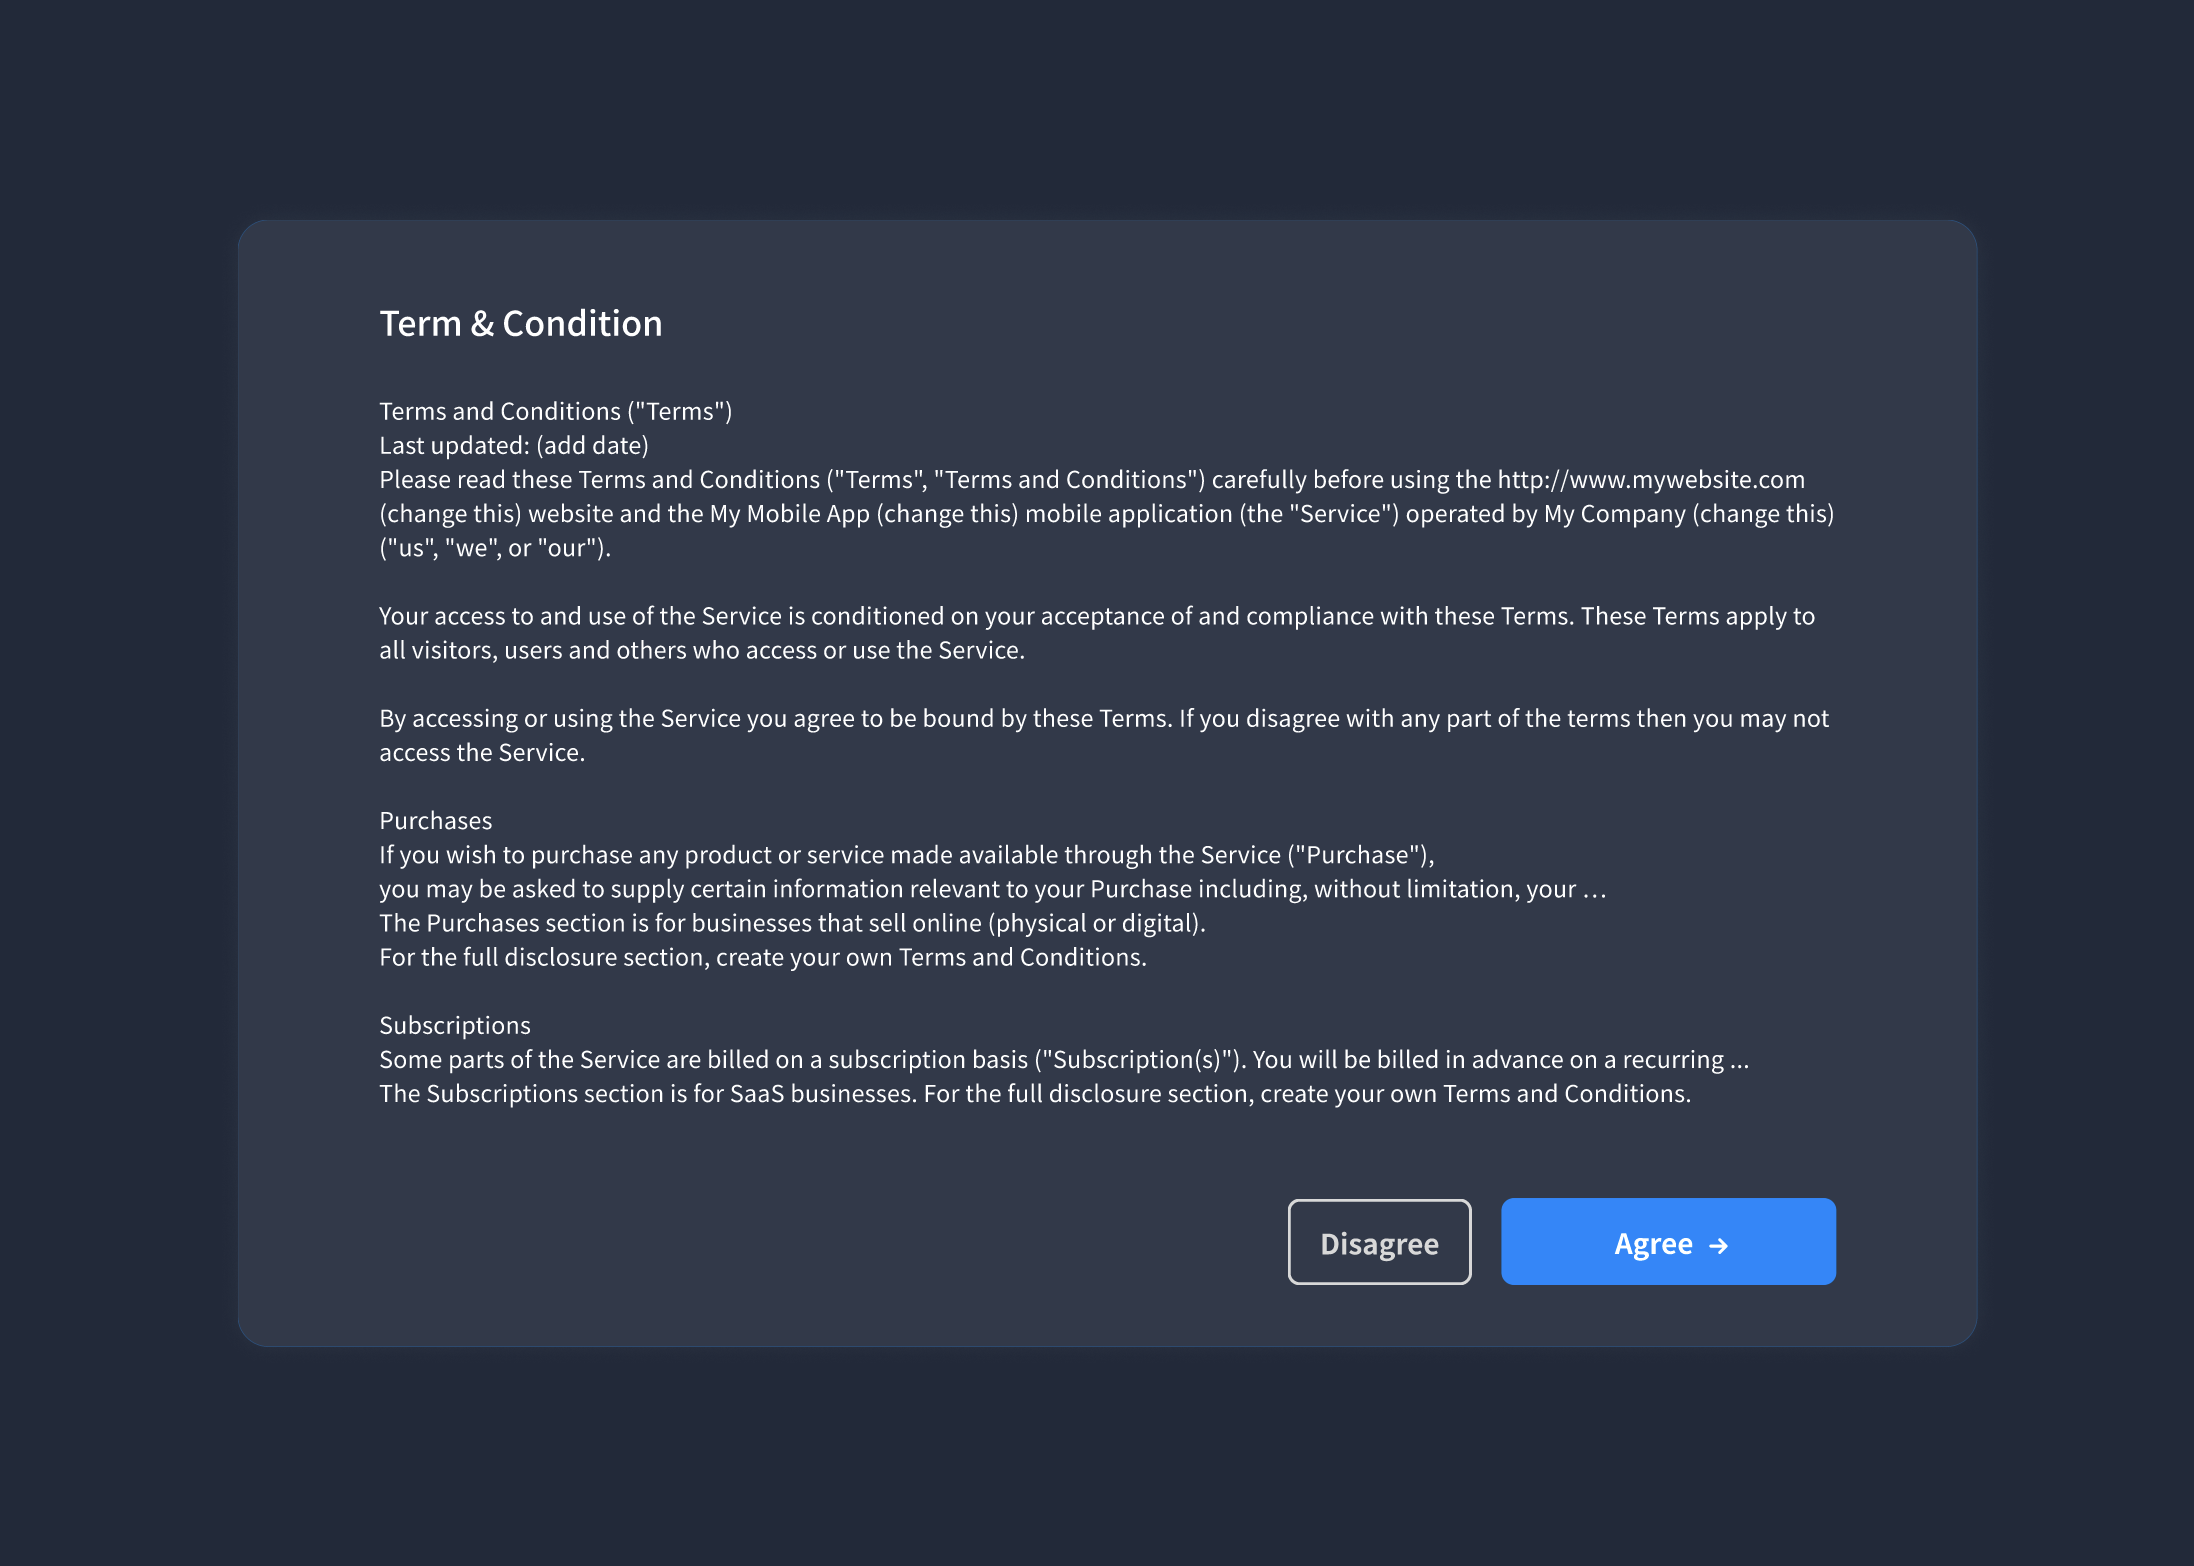 Term & Condition
Terms and Conditions ("Terms")
Last updated: (add date)
Please read these Terms and Conditions ("Terms", "Terms and Conditions") carefully before using the http://www.mywebsite.com
(change this) website and the My Mobile App (change this) mobile application (the "Service") operated by My Company (change this)
("us", "we", or "our").
Your access to and use of the Service is conditioned on your acceptance of and compliance with these Terms. These Terms apply to
all visitors, users and others who access or use the Service.
By accessing or using the Service you agree to be bound by these Terms. If you disagree with any part of the terms then you may not
access the Service.
Purchases
If you wish to purchase any product or service made available through the Service ("Purchase"),
you may be asked to supply certain information relevant to your Purchase including, without limitation, your …
The Purchases section is for businesses that sell online (physical or digital).
For the full disclosure section, create your own Terms and Conditions.
Subscriptions
Some parts of the Service are billed on a subscription basis ("Subscription(s)"). You will be billed in advance on a recurring ...
The Subscriptions section is for SaaS businesses. For the full disclosure section, create your own Terms and Conditions.
Disagree
Agree →